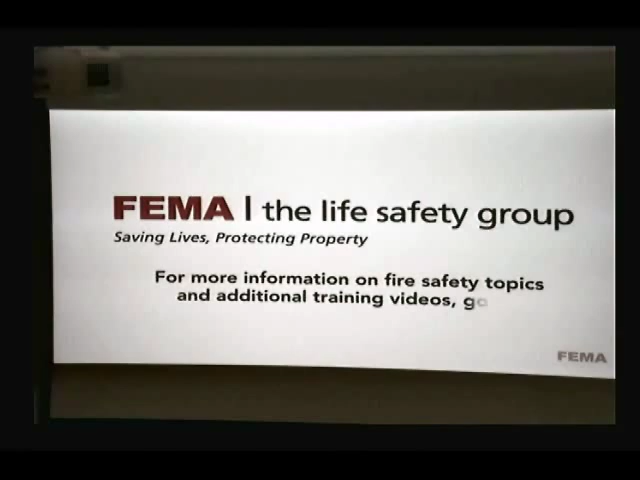 FEMA | the life safety group
Saving Lives, Protecting Property
For more information on fire safety topics
and additional training videos, go
FEMA